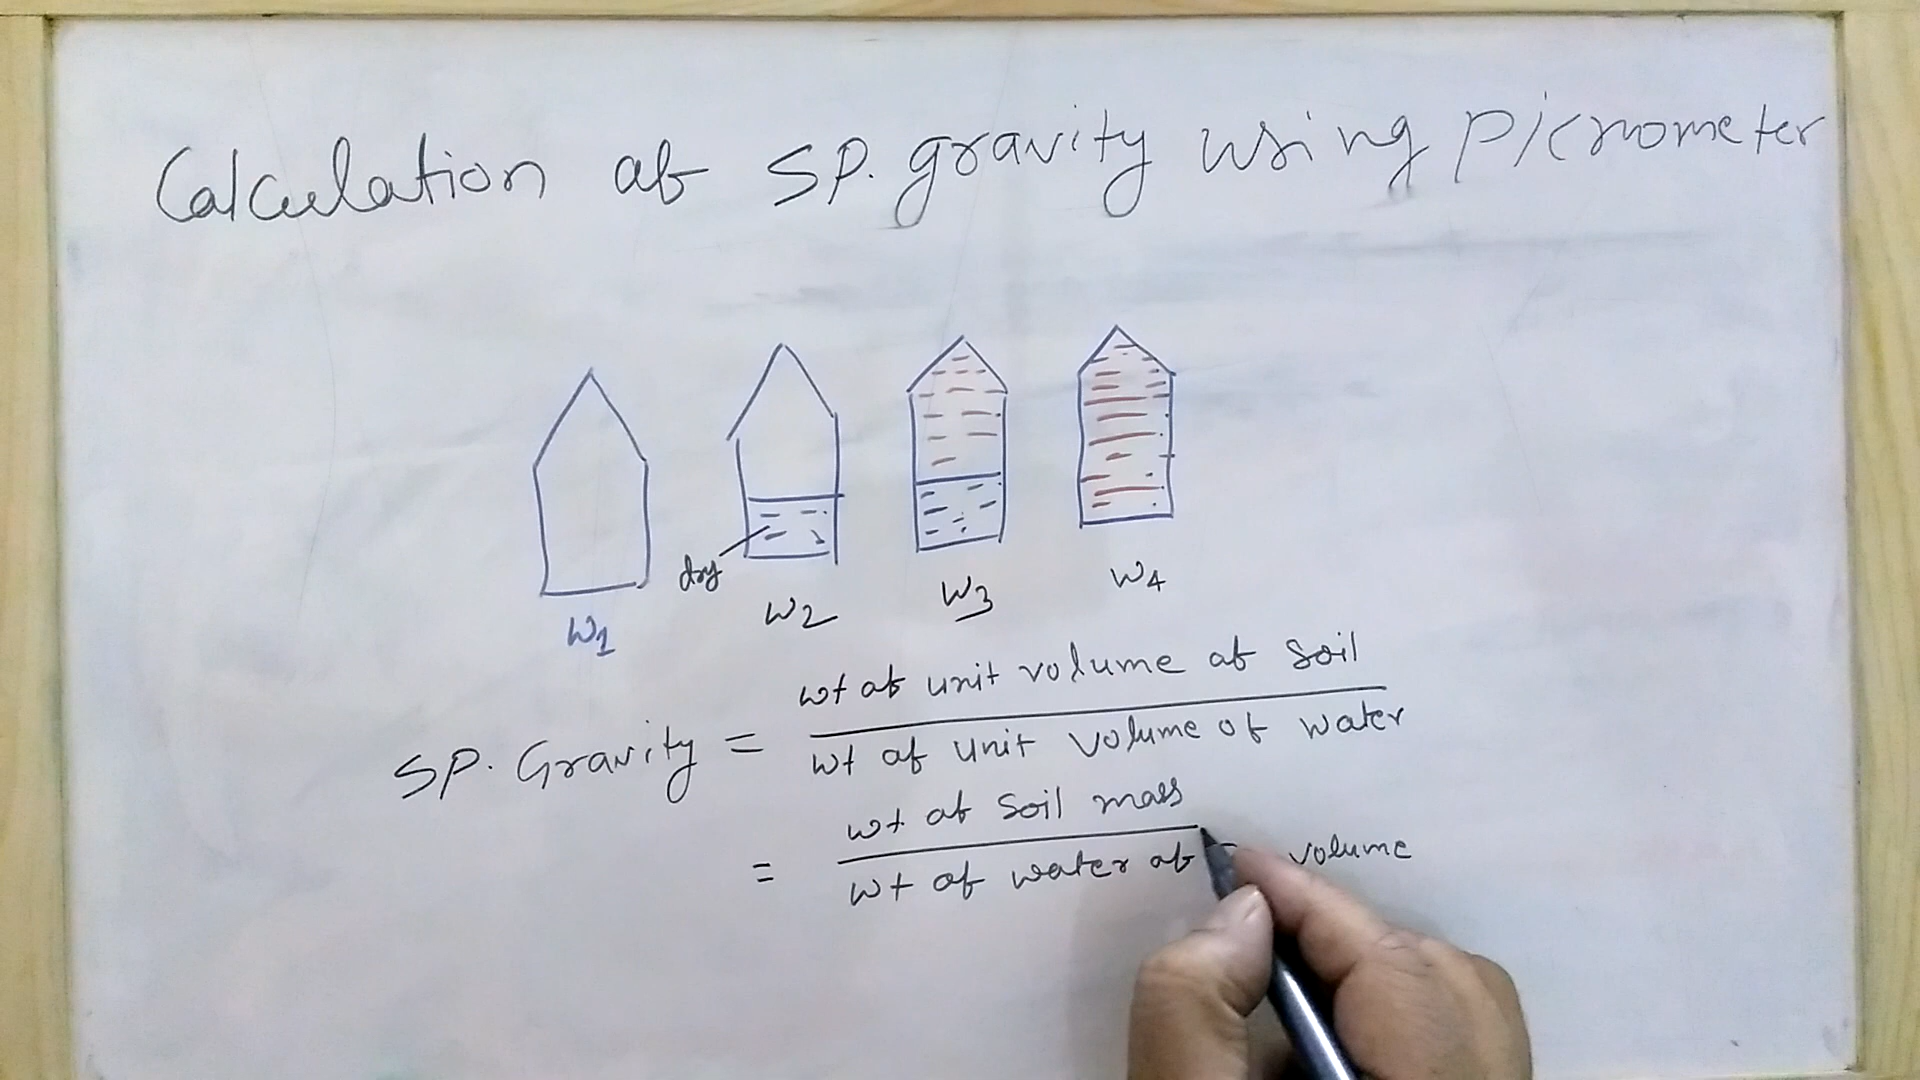 Calculation of SP. gravity using Picnometer
dry
W1 W2 W3 W4
SP. Gravity = wt of unit volume of soil
wt of unit volume of water
= wt of soil mass
wt of water of volume